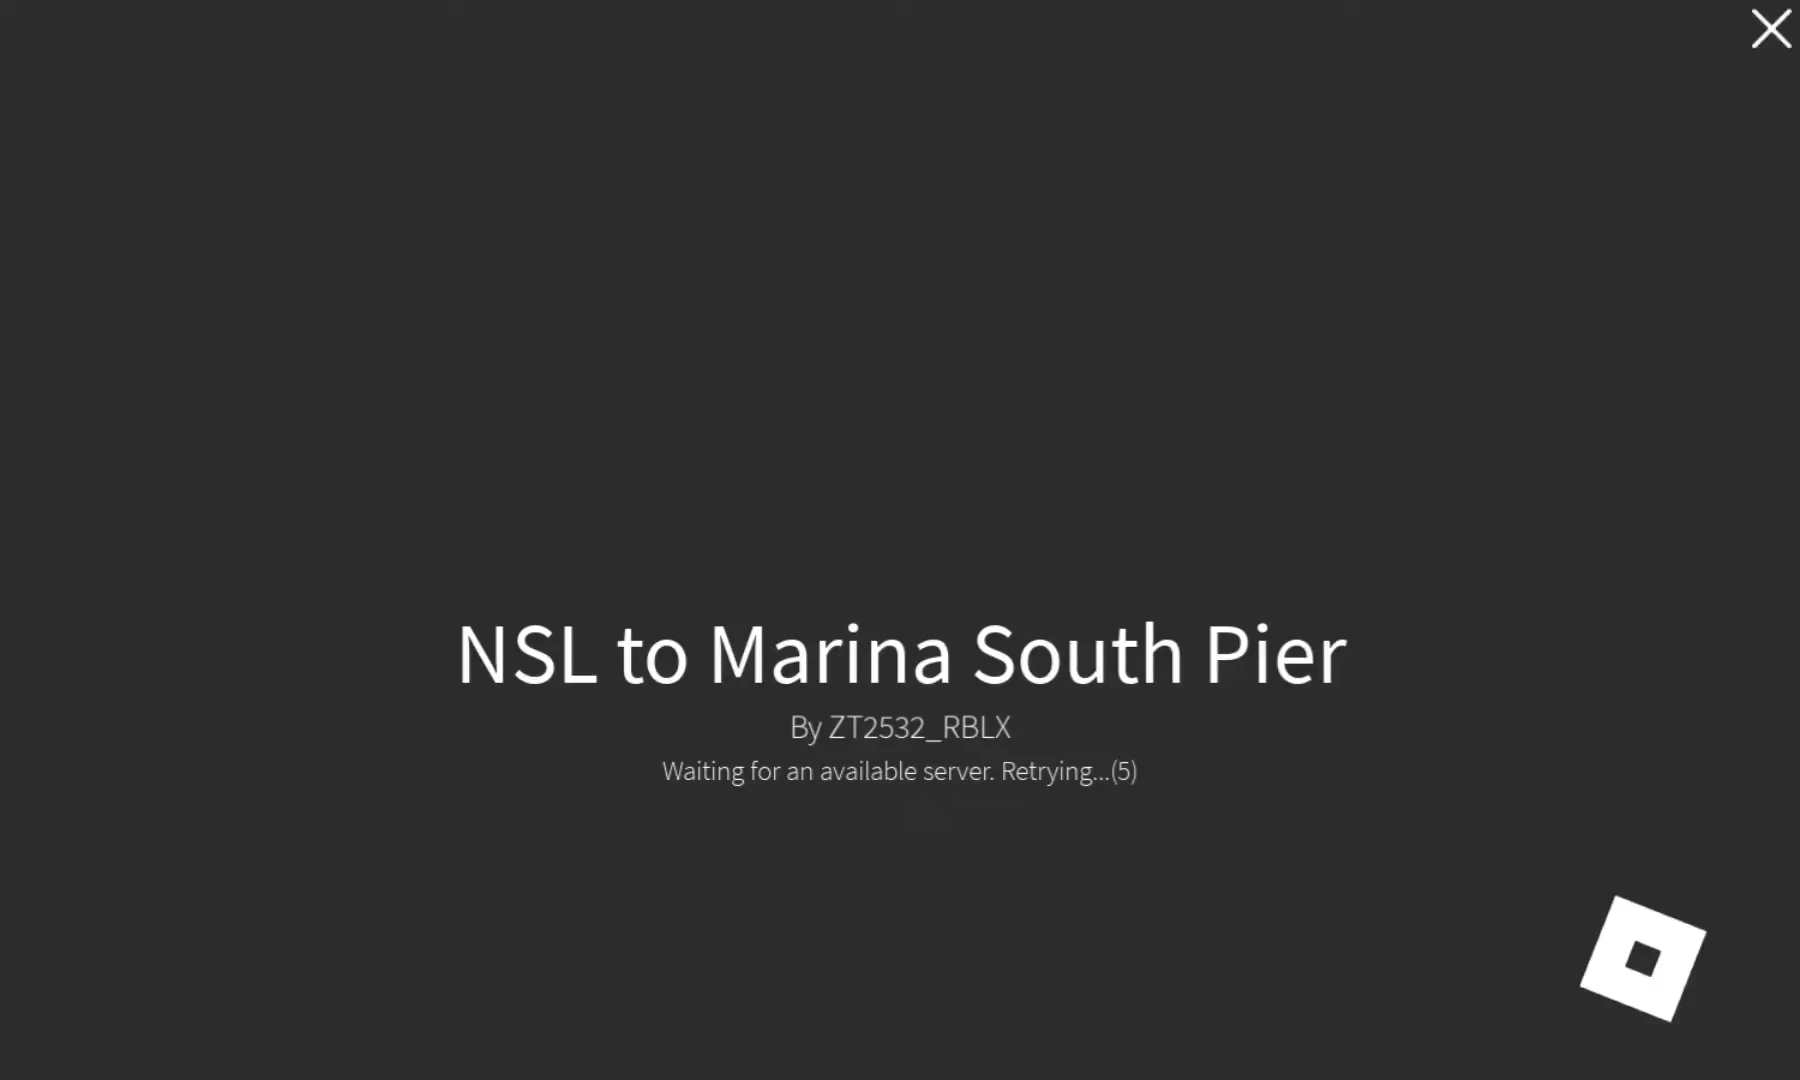 NSL to Marina South Pier
By ZT2532_RBLX
Waiting for an available server. Retrying...(5)